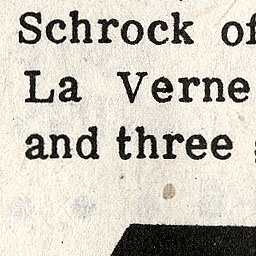 Schrock of
La Verne
and three